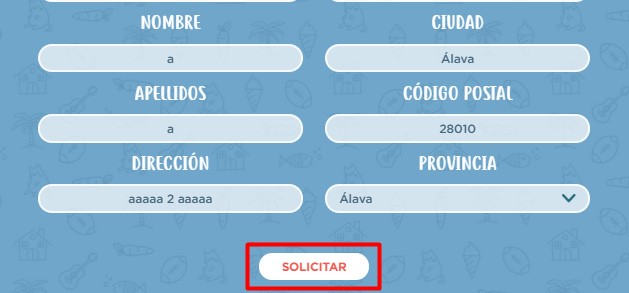 NOMBRE
a
CIUDAD
Álava
APELLIDOS
a
CÓDIGO POSTAL
28010
DIRECCIÓN
aaaaa 2 aaaaa
PROVINCIA
Álava
SOLICITAR